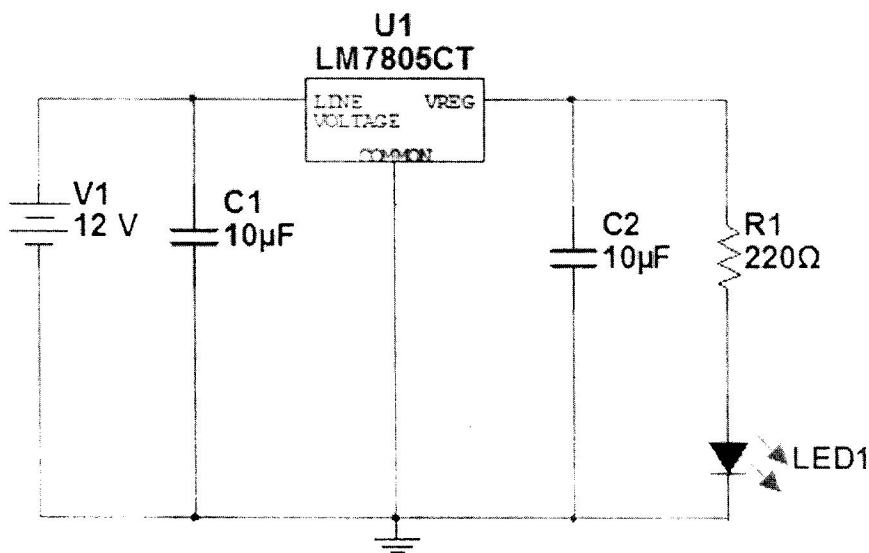 U1
LM7805CT
LINE VREG
VOLTAGE
COMMON
V1
12 V
C1
10µF
C2
10µF
R1
220Ω
LED1